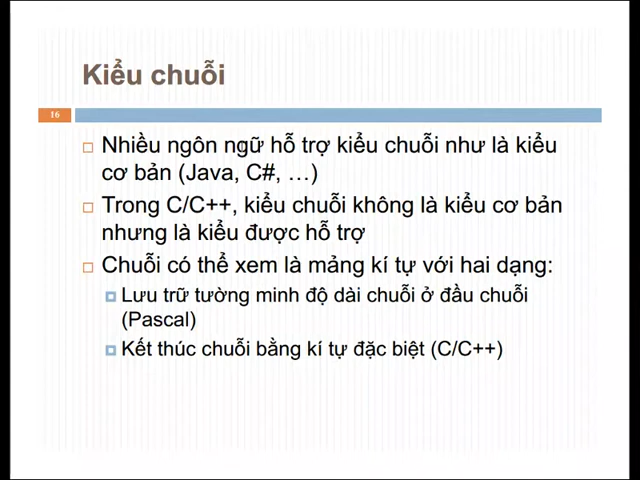 Kiểu chuỗi
16
Nhiều ngôn ngữ hỗ trợ kiểu chuỗi như là kiểu
cơ bản (Java, C#, …)
Trong C/C++, kiểu chuỗi không là kiểu cơ bản
nhưng là kiểu được hỗ trợ
Chuỗi có thể xem là mảng kí tự với hai dạng:
Lưu trữ tường minh độ dài chuỗi ở đầu chuỗi
(Pascal)
Kết thúc chuỗi bằng kí tự đặc biệt (C/C++)